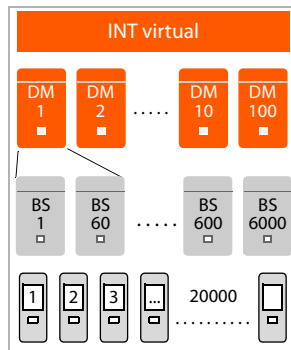 INT virtual
DM 1 DM 2 ..... DM 10 DM 100
BS 1 BS 60 ..... BS 600 BS 6000
1 2 3 ... 20000
..........